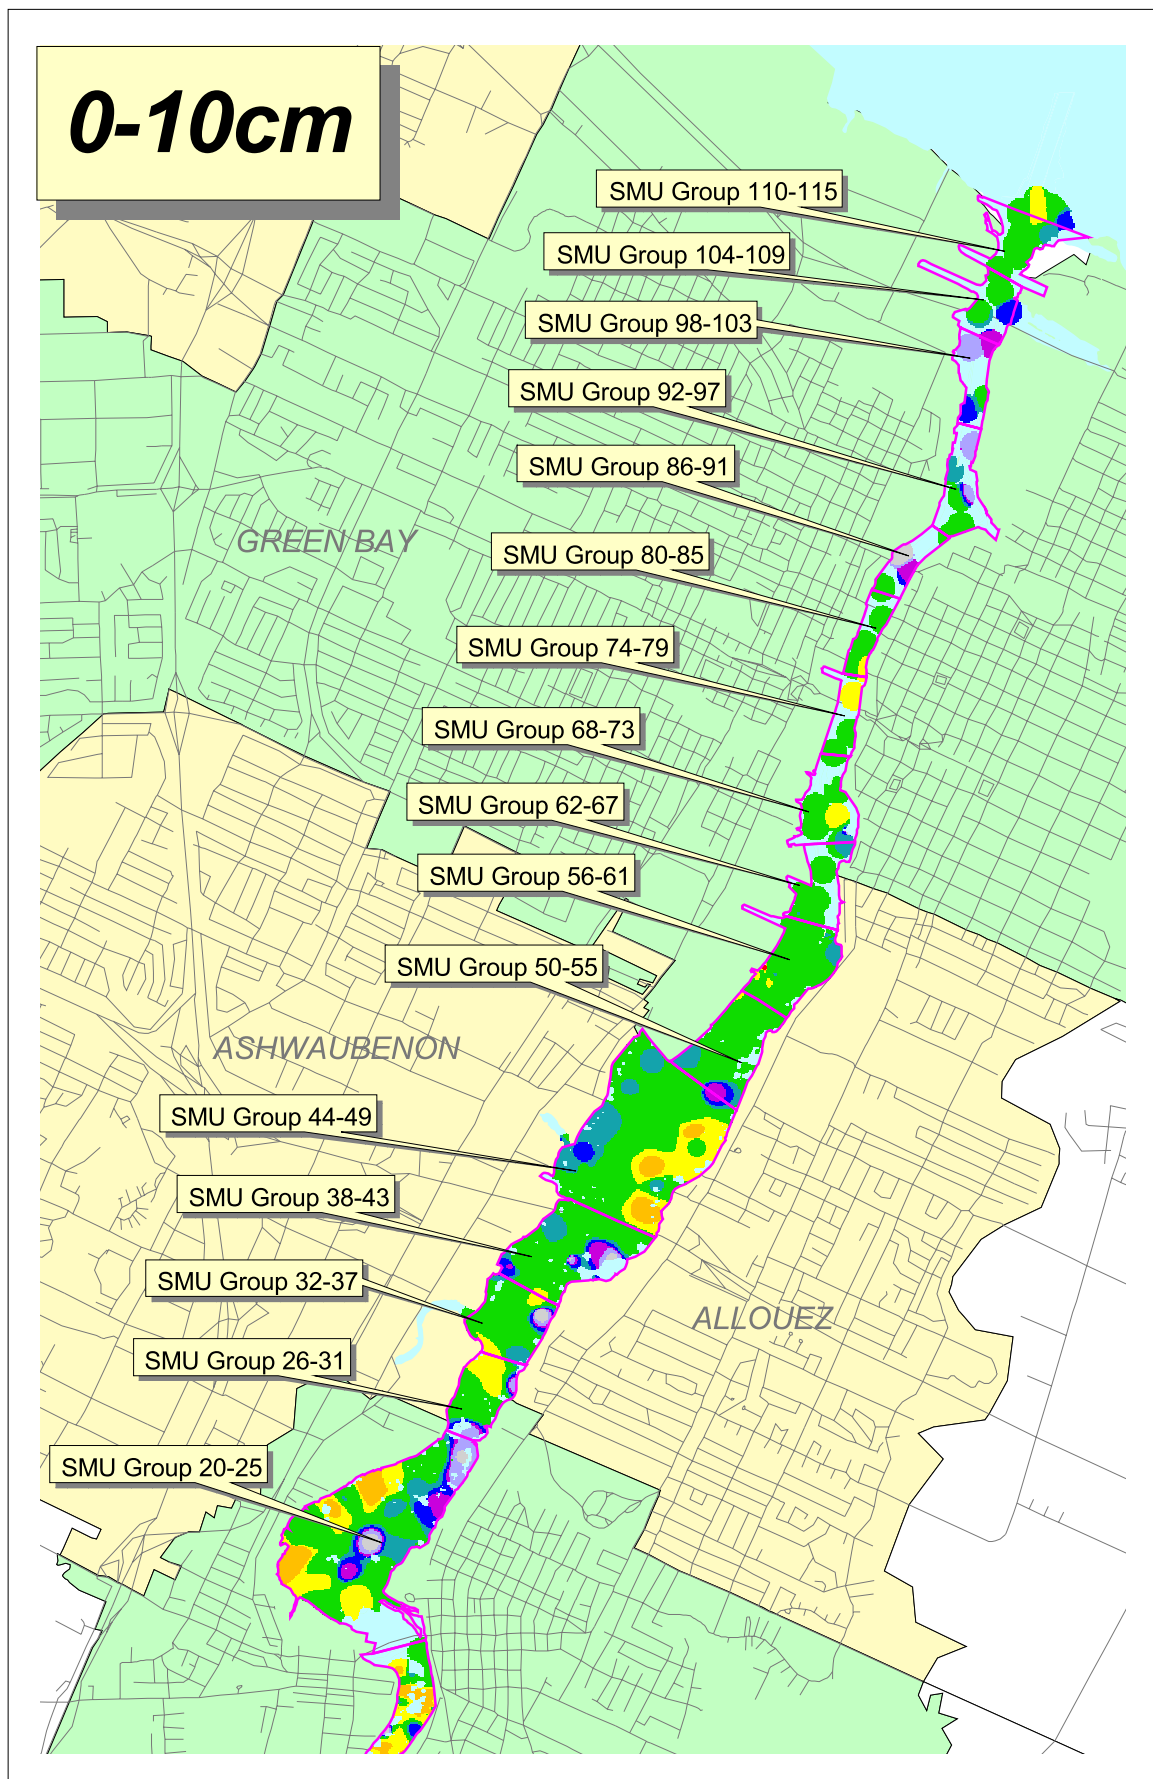 0-10cm
SMU Group 110-115
SMU Group 104-109
SMU Group 98-103
SMU Group 92-97
SMU Group 86-91
GREEN BAY
SMU Group 80-85
SMU Group 74-79
SMU Group 68-73
SMU Group 62-67
SMU Group 56-61
SMU Group 50-55
ASHWAUBENON
SMU Group 44-49
SMU Group 38-43
SMU Group 32-37
ALLOUEZ
SMU Group 26-31
SMU Group 20-25